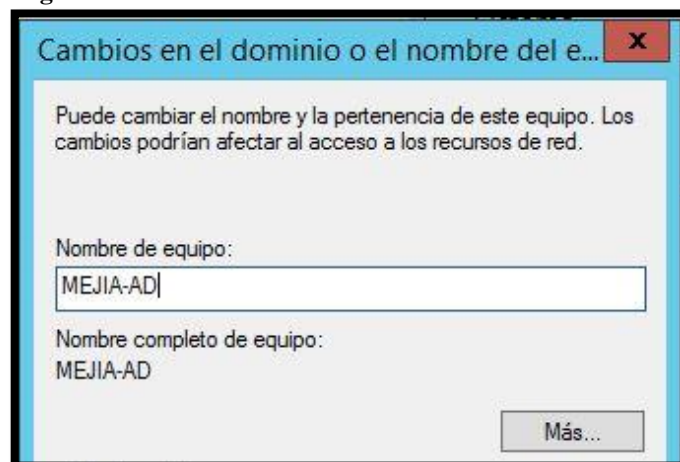 Cambios en el dominio o el nombre del e...
x
Puede cambiar el nombre y la pertenencia de este equipo. Los
cambios podrían afectar al acceso a los recursos de red.
Nombre de equipo:
MEJIA-AD
Nombre completo de equipo:
MEJIA-AD
Más...